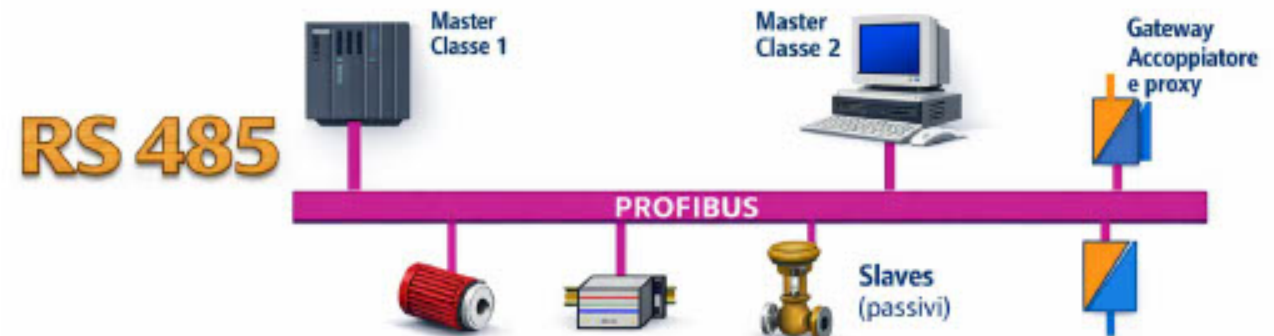 Master
Classe 1
Master
Classe 2
Gateway
Accoppiatore
e proxy
RS 485
PROFIBUS
Slaves
(passivi)